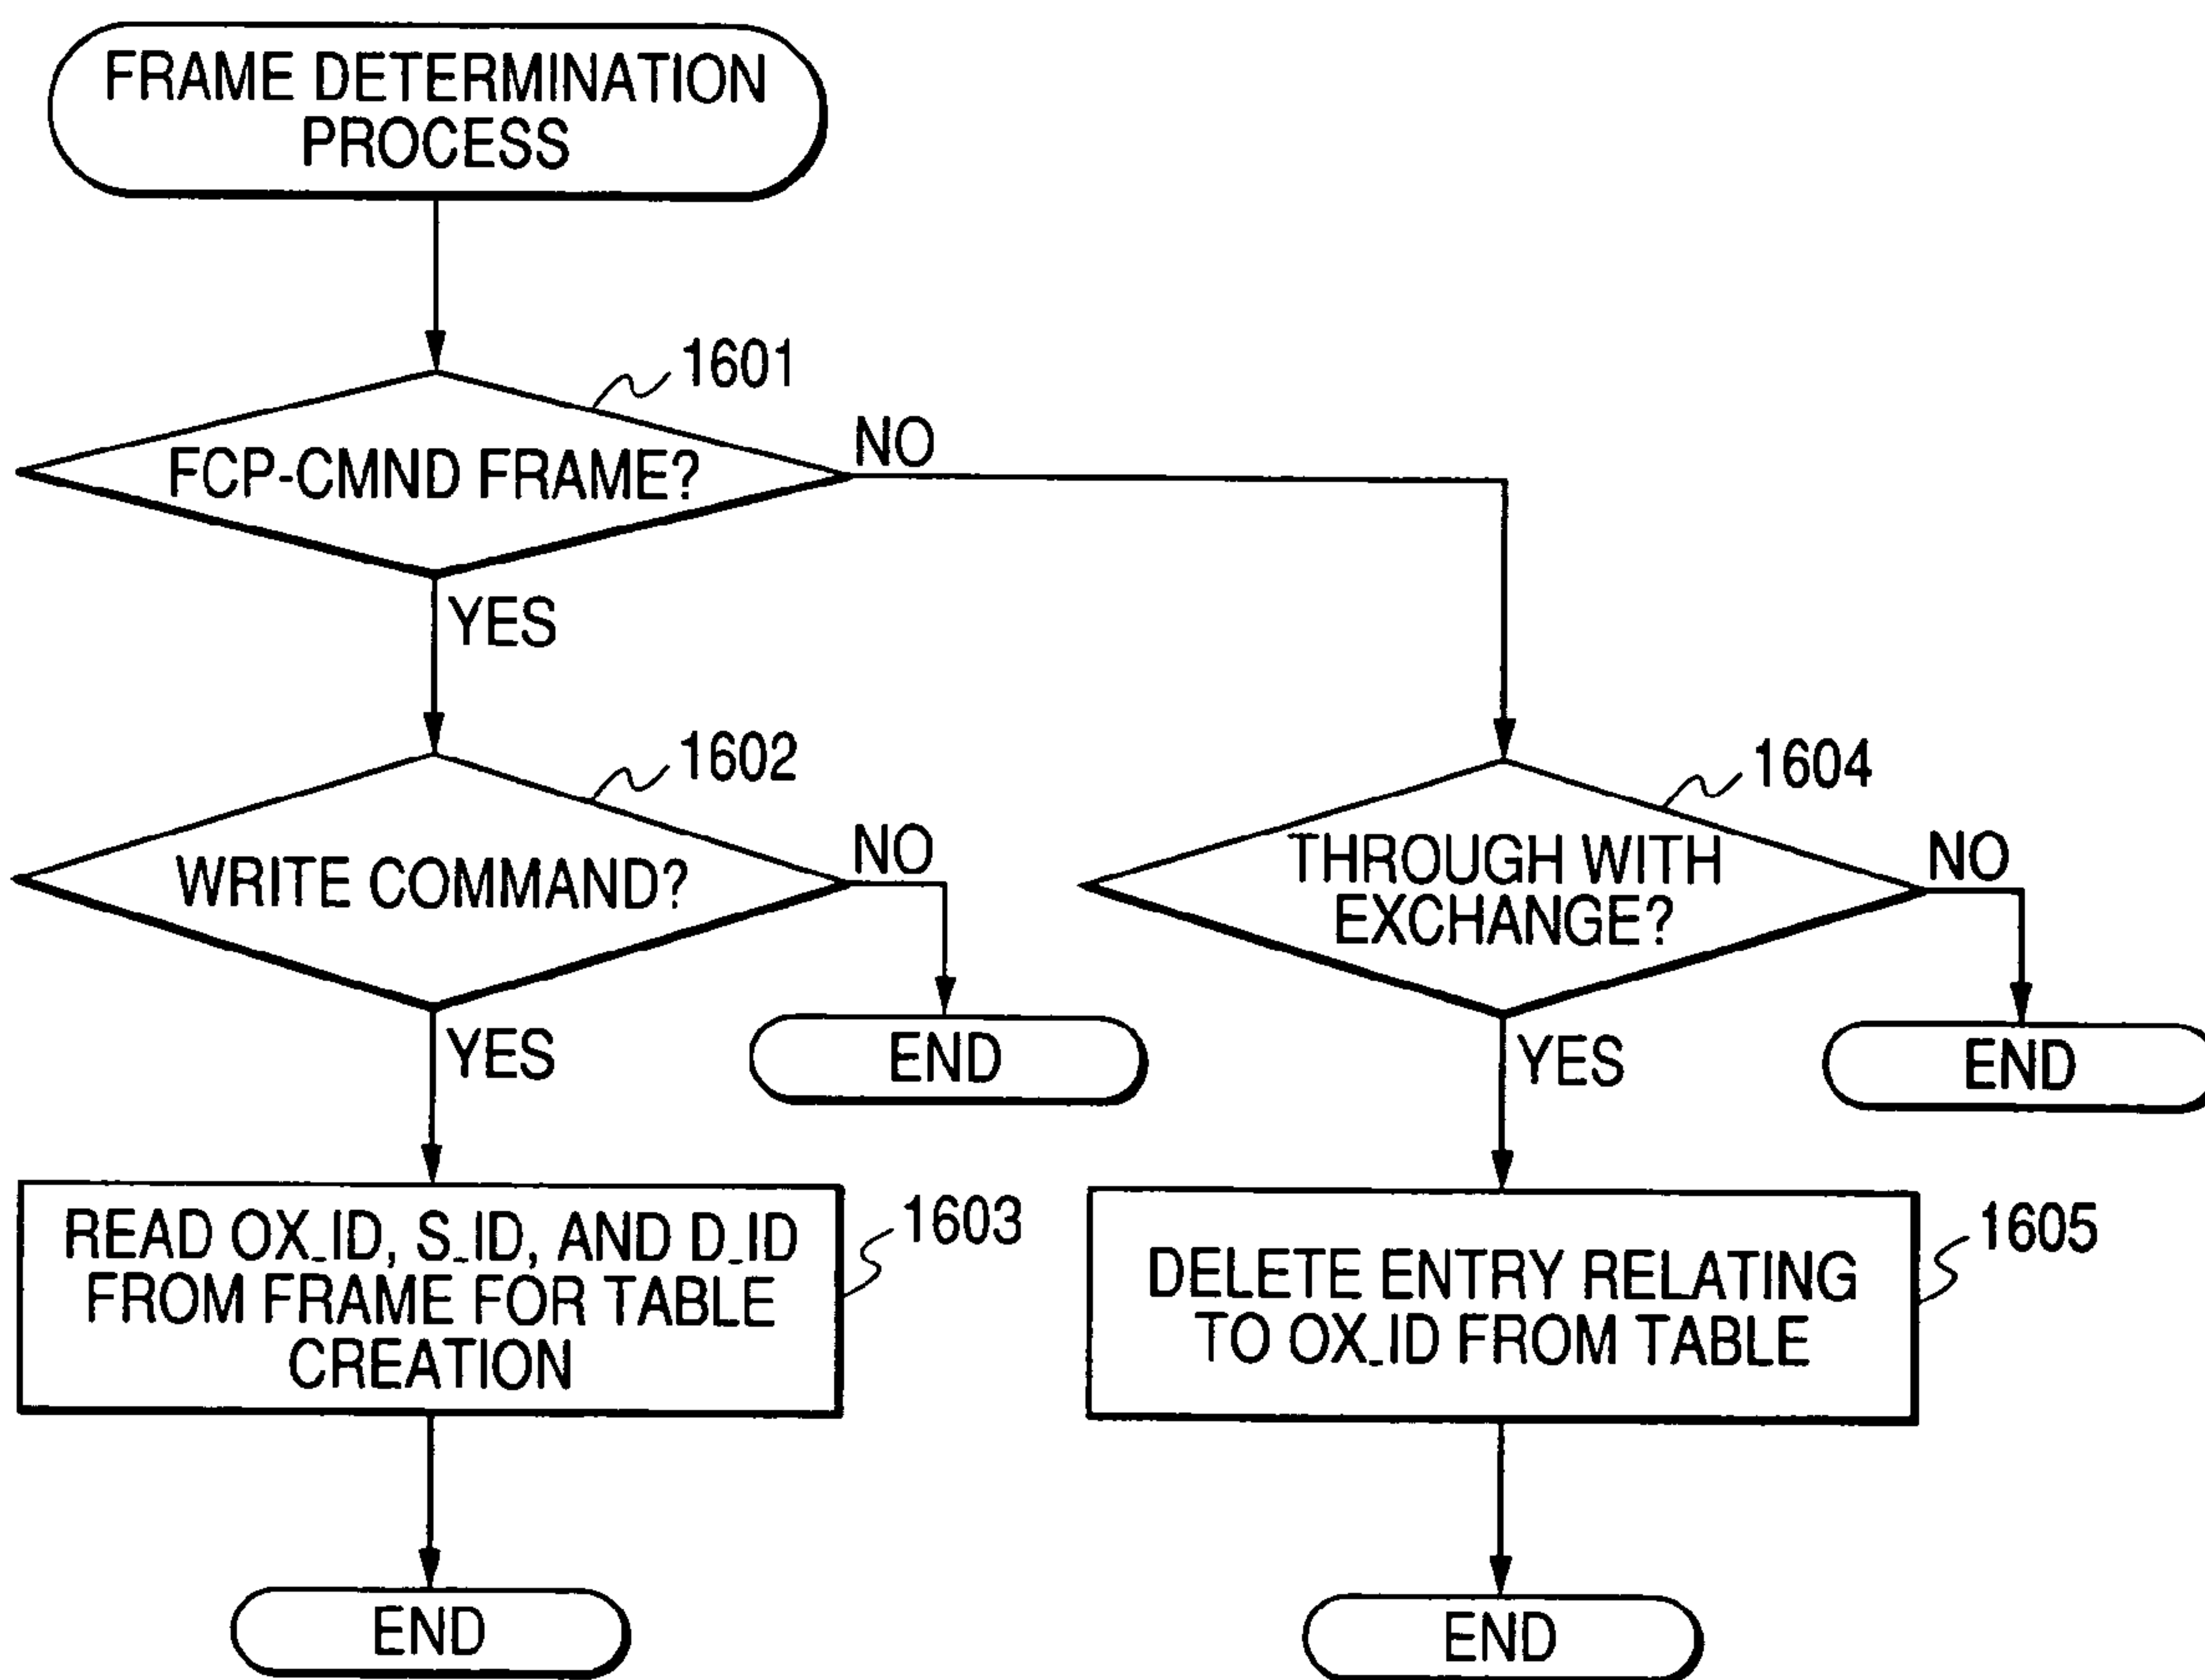 FRAME DETERMINATION
PROCESS
1601
FCP-CMND FRAME?
NO
YES
1602
WRITE COMMAND?
NO
END
YES
1603
READ OX_ID, S_ID, AND D_ID
FROM FRAME FOR TABLE
CREATION
END
1604
THROUGH WITH
EXCHANGE?
NO
END
YES
1605
DELETE ENTRY RELATING
TO OX_ID FROM TABLE
END